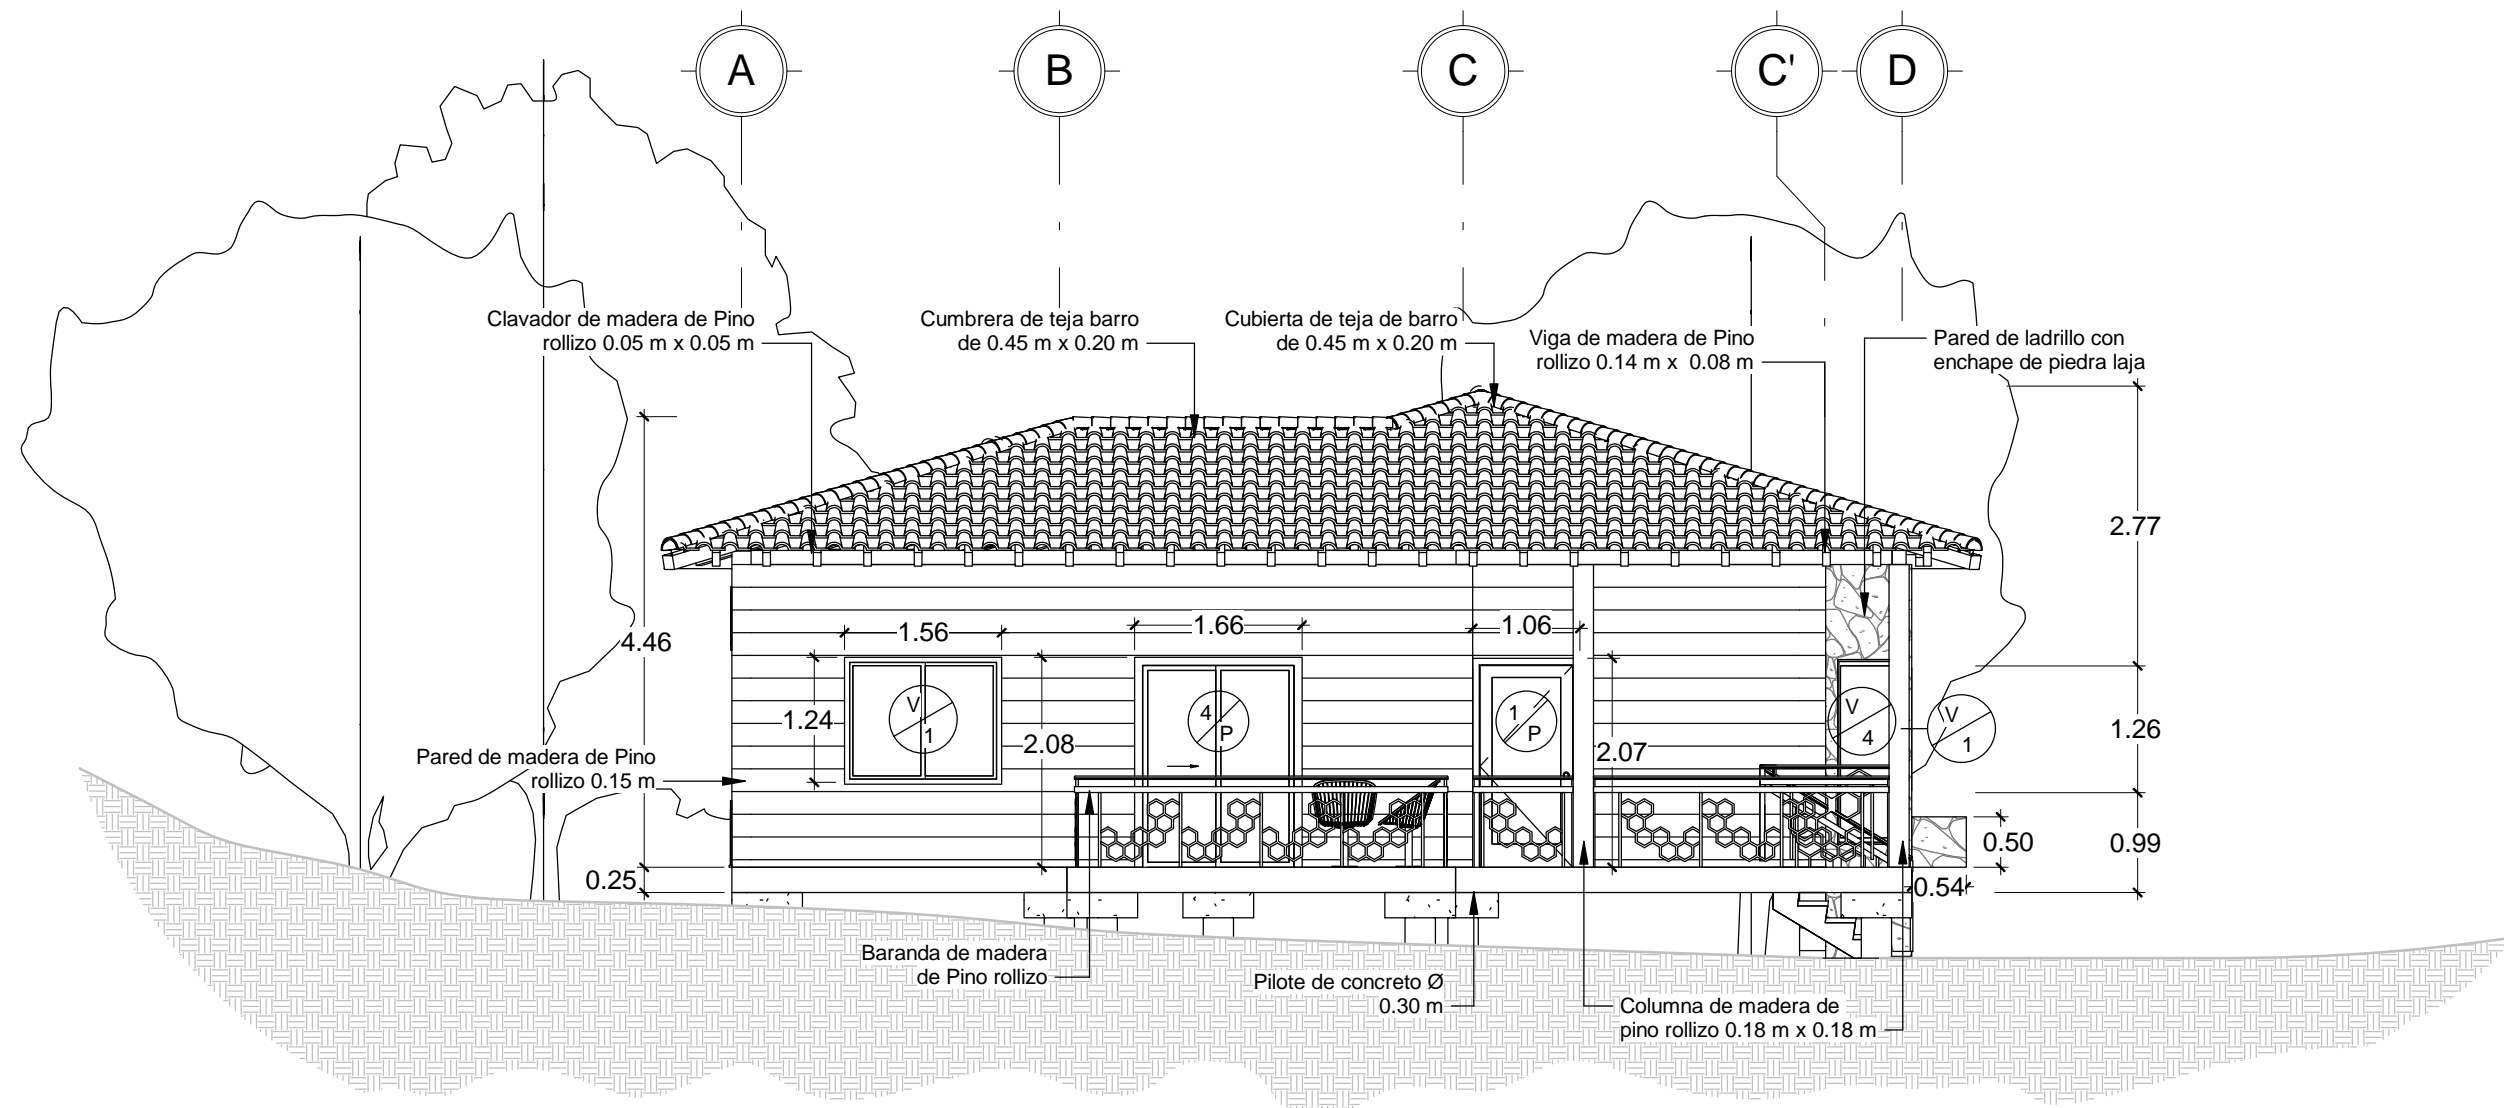 A
B
C
C'
D
Clavador de madera de Pino
rollizo 0.05 m x 0.05 m
Cumbrera de teja barro
de 0.45 m x 0.20 m
Cubierta de teja de barro
de 0.45 m x 0.20 m
Viga de madera de Pino
rollizo 0.14 m x 0.08 m
Pared de ladrillo con
enchape de piedra laja
2.77
4.46
1.56
1.66
1.06
1.24
V
1
2.08
4
P
1
P
2.07
V
4
V
1
1.26
Pared de madera de Pino
rollizo 0.15 m
0.50
0.99
0.25
0.54
Baranda de madera
de Pino rollizo
Pilote de concreto Ø
0.30 m
Columna de madera de
pino rollizo 0.18 m x 0.18 m